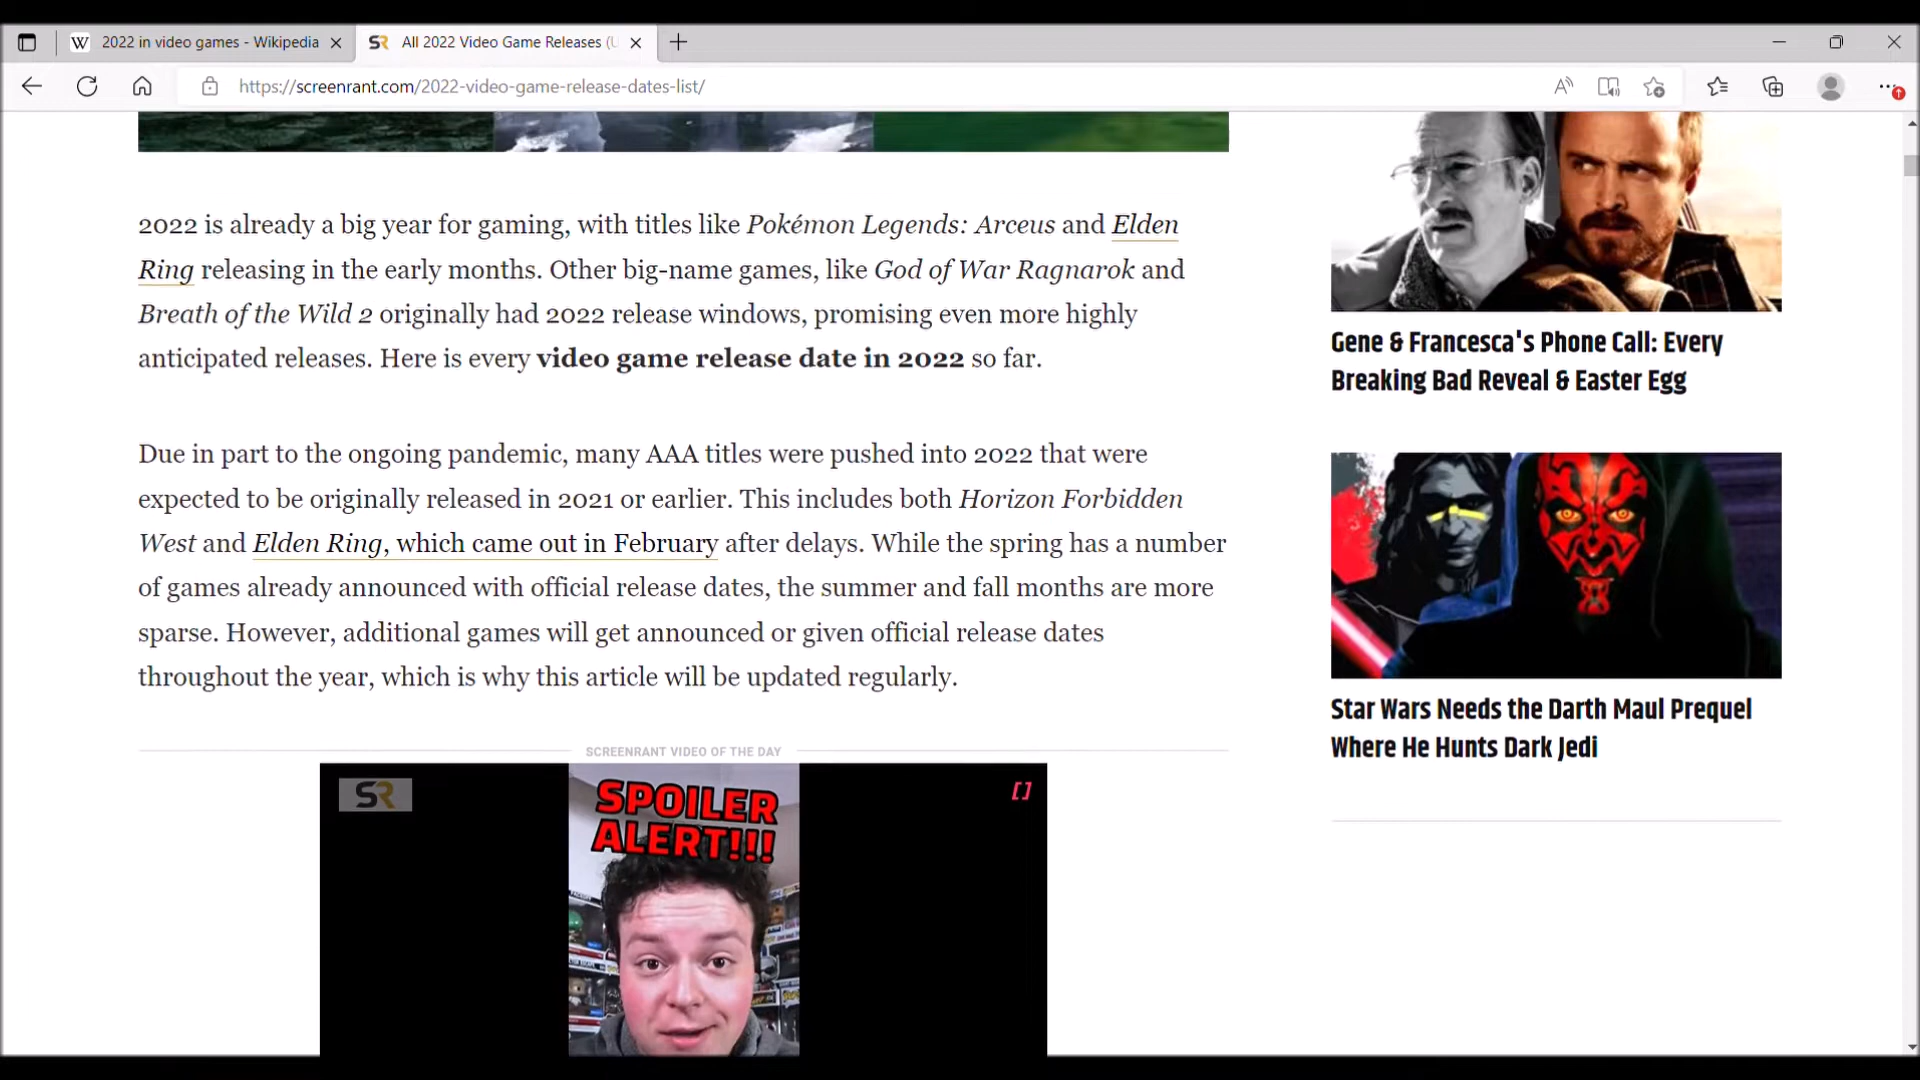 2022 in video games - Wikipedia
SR All 2022 Video Game Releases (U
https://screenrant.com/2022-video-game-release-dates-list/
2022 is already a big year for gaming, with titles like Pokémon Legends: Arceus and Elden
Ring releasing in the early months. Other big-name games, like God of War Ragnarok and
Breath of the Wild 2 originally had 2022 release windows, promising even more highly
anticipated releases. Here is every video game release date in 2022 so far.
Due in part to the ongoing pandemic, many AAA titles were pushed into 2022 that were
expected to be originally released in 2021 or earlier. This includes both Horizon Forbidden
West and Elden Ring, which came out in February after delays. While the spring has a number
of games already announced with official release dates, the summer and fall months are more
sparse. However, additional games will get announced or given official release dates
throughout the year, which is why this article will be updated regularly.
SCREENRANT VIDEO OF THE DAY
SR
SPOILER
ALERT!!!
Gene & Francesca's Phone Call: Every
Breaking Bad Reveal & Easter Egg
Star Wars Needs the Darth Maul Prequel
Where He Hunts Dark Jedi